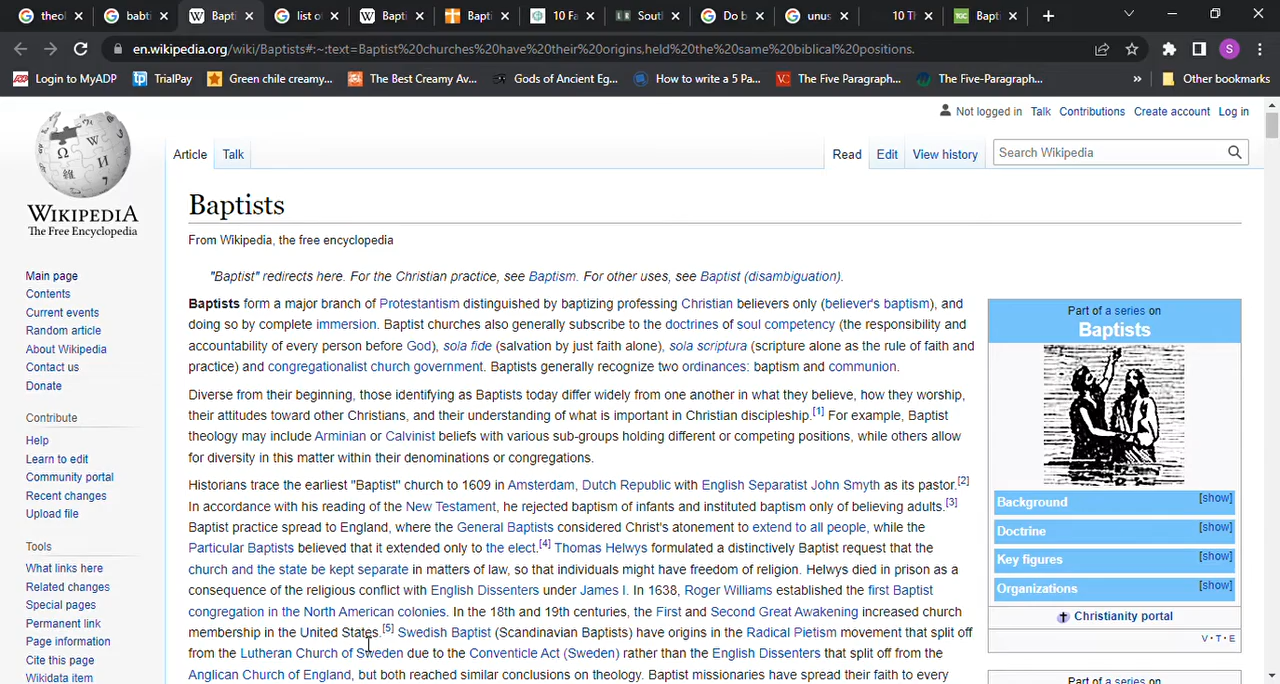 theol babti Bapti list o Bapti Bapti 10 Fa Sout Do b unus 10 Th Bapti
en.wikipedia.org/wiki/Baptists#:~:text=Baptist%20churches%20have%20their%20origins,held%20the%20same%20biblical%20positions.
Login to MyADP TrialPay Green chile creamy... The Best Creamy Av... Gods of Ancient Eg... How to write a 5 Pa... The Five Paragraph... The Five-Paragraph... » Other bookmarks
Not logged in Talk Contributions Create account Log in
Article Talk Read Edit View history Search Wikipedia
WIKIPEDIA
The Free Encyclopedia
Main page
Contents
Current events
Random article
About Wikipedia
Contact us
Donate
Contribute
Help
Learn to edit
Community portal
Recent changes
Upload file
Tools
What links here
Related changes
Special pages
Permanent link
Page information
Cite this page
Wikidata item
Baptists
From Wikipedia, the free encyclopedia
"Baptist" redirects here. For the Christian practice, see Baptism. For other uses, see Baptist (disambiguation).
Baptists form a major branch of Protestantism distinguished by baptizing professing Christian believers only (believer's baptism), and
doing so by complete immersion. Baptist churches also generally subscribe to the doctrines of soul competency (the responsibility and
accountability of every person before), sola fide (salvation by just faith alone), sola scriptura (scripture alone as the rule of faith and
practice) and congregationalist church government. Baptists generally recognize two ordinances: baptism and communion.
Diverse from their beginning, those identifying Baptists today differ widely from one another in what they believe, how they worship,
their attitudes toward other Christians, and their understanding of what is important in Christian discipleship.[1] For example, Baptist
theology may include Arminian or Calvinist beliefs with various sub-groups holding different or competing positions, while others allow
for diversity in this matter within their denominations or congregations.
Historians trace the earliest "Baptist" church to in Amsterdam, Dutch Republic with English Separatist John Smyth as its pastor.[2]
In accordance with his reading of the New Testament, he rejected baptism of infants and instituted baptism only of believing adults.[3]
Baptist practice spread to England, where the General Baptists considered Christ's atonement to extend to all people, while the
Particular Baptists believed that it extended only to the elect.[4] Thomas Helwys formulated a distinctively Baptist request that the
church and the state be kept separate in matters of law, so that individuals might have freedom of religion. Helwys died in prison as a
consequence of the religious conflict with English Dissenters under James I. In 1638, Roger Williams established the first Baptist
congregation in the North American colonies. In the 18th and 19th centuries, the First and Second Great Awakening increased church
membership in the United States.[5] Swedish Baptist (Scandinavian Baptists) have origins in the Radical Pietism movement that split off
from the Lutheran Church of Sweden due to the Conventicle Act (Sweden) rather than the English Dissenters that split off from the
Anglican Church of England, but both reached similar conclusions on theology. Baptist missionaries have spread their faith to every
Part of a series on
Baptists
Background [show]
Doctrine [show]
Key figures [show]
Organizations [show]
Christianity portal
V·T·E
Part of a series on